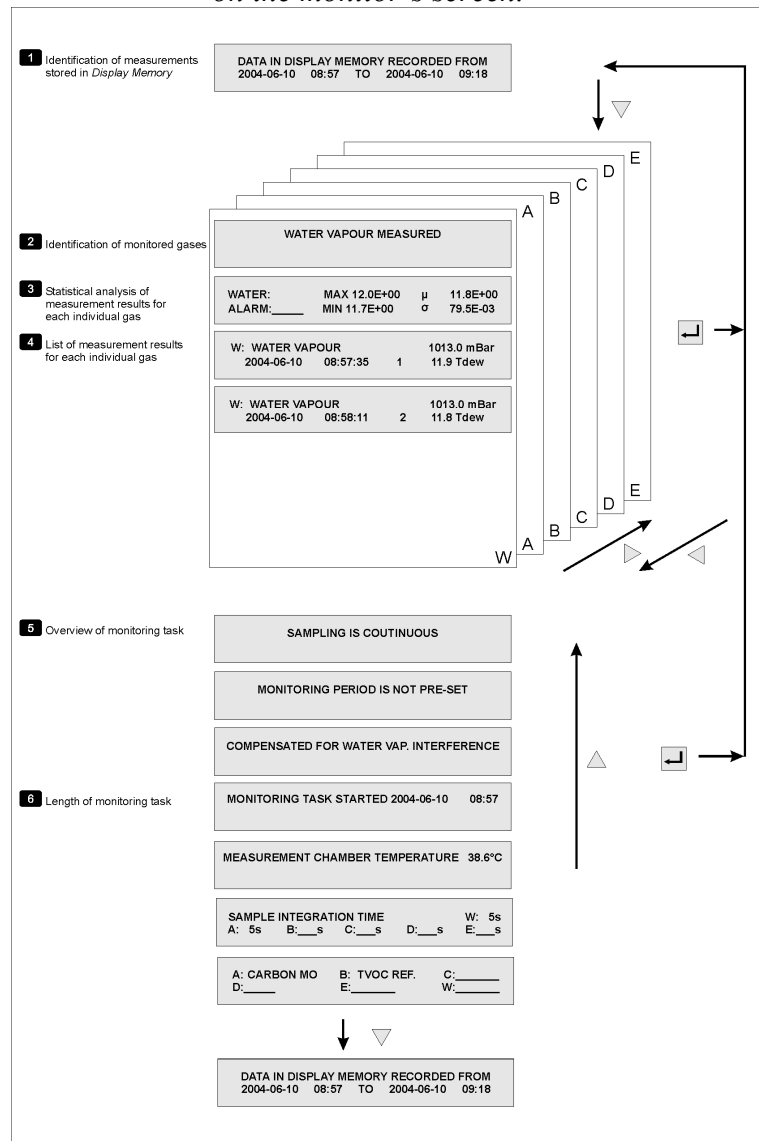 on the monitor's screen.
1 Identification of measurements
stored in Display Memory
DATA IN DISPLAY MEMORY RECORDED FROM
2004-06-10 08:57 TO 2004-06-10 09:18
E
D
C
B
A
2 Identification of monitored gases
WATER VAPOUR MEASURED
3 Statistical analysis of
measurement results for
each individual gas
WATER: MAX 12.0E+00 µ 11.8E+00
ALARM:_____ MIN 11.7E+00 σ 79.5E-03
4 List of measurement results
for each individual gas
W: WATER VAPOUR 1013.0 mBar
2004-06-10 08:57:35 1 11.9 Tdew
W: WATER VAPOUR 1013.0 mBar
2004-06-10 08:58:11 2 11.8 Tdew
E
D
C
B
A
W
5 Overview of monitoring task
SAMPLING IS COUTINUOUS
MONITORING PERIOD IS NOT PRE-SET
COMPENSATED FOR WATER VAP. INTERFERENCE
6 Length of monitoring task
MONITORING TASK STARTED 2004-06-10 08:57
MEASUREMENT CHAMBER TEMPERATURE 38.6°C
SAMPLE INTEGRATION TIME W: 5s
A: 5s B:___s C:___s D:___s E:___s
A: CARBON MO B: TVOC REF. C:_______
D:_____ E:_______ W:_______
DATA IN DISPLAY MEMORY RECORDED FROM
2004-06-10 08:57 TO 2004-06-10 09:18